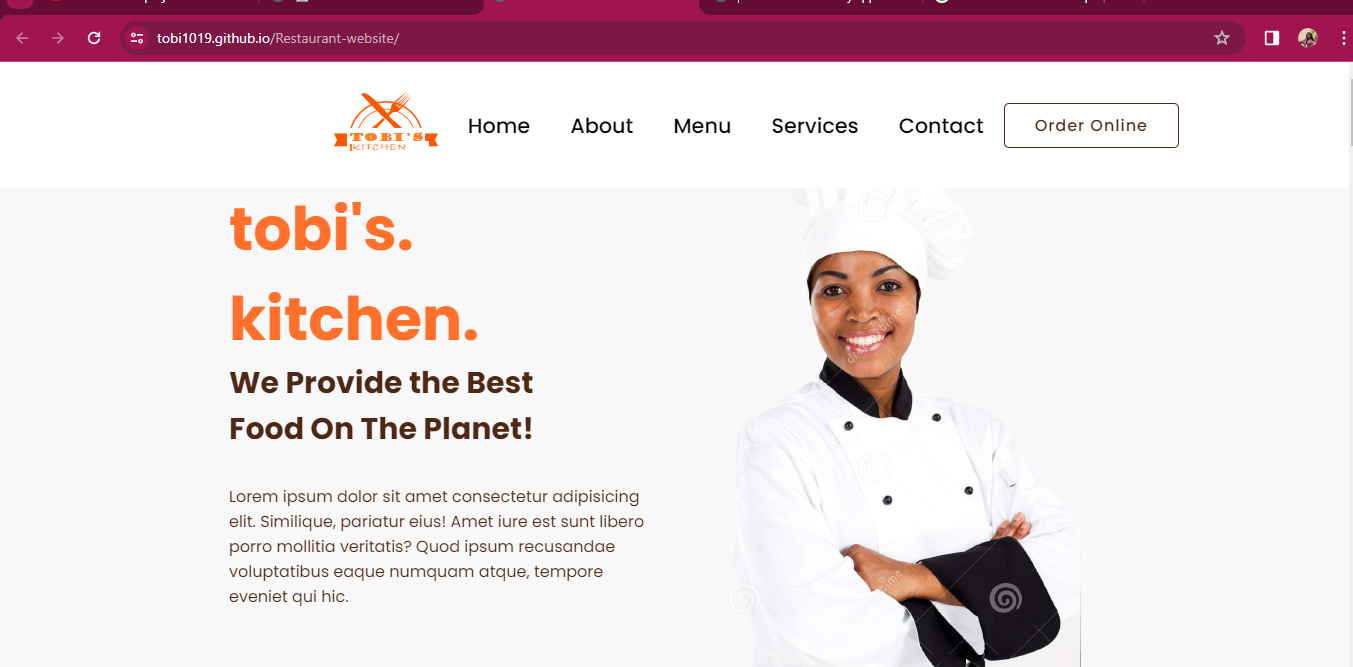 tobi1019.github.io/Restaurant-website/
TOBI'S
KITCHEN
Home
About
Menu
Services
Contact
Order Online
tobi's.
kitchen.
We Provide the Best
Food On The Planet!
Lorem ipsum dolor sit amet consectetur adipisicing
elit. Similique, pariatur eius! Amet iure est sunt libero
porro mollitia veritatis? Quod ipsum recusandae
voluptatibus eaque numquam atque, tempore
eveniet qui hic.